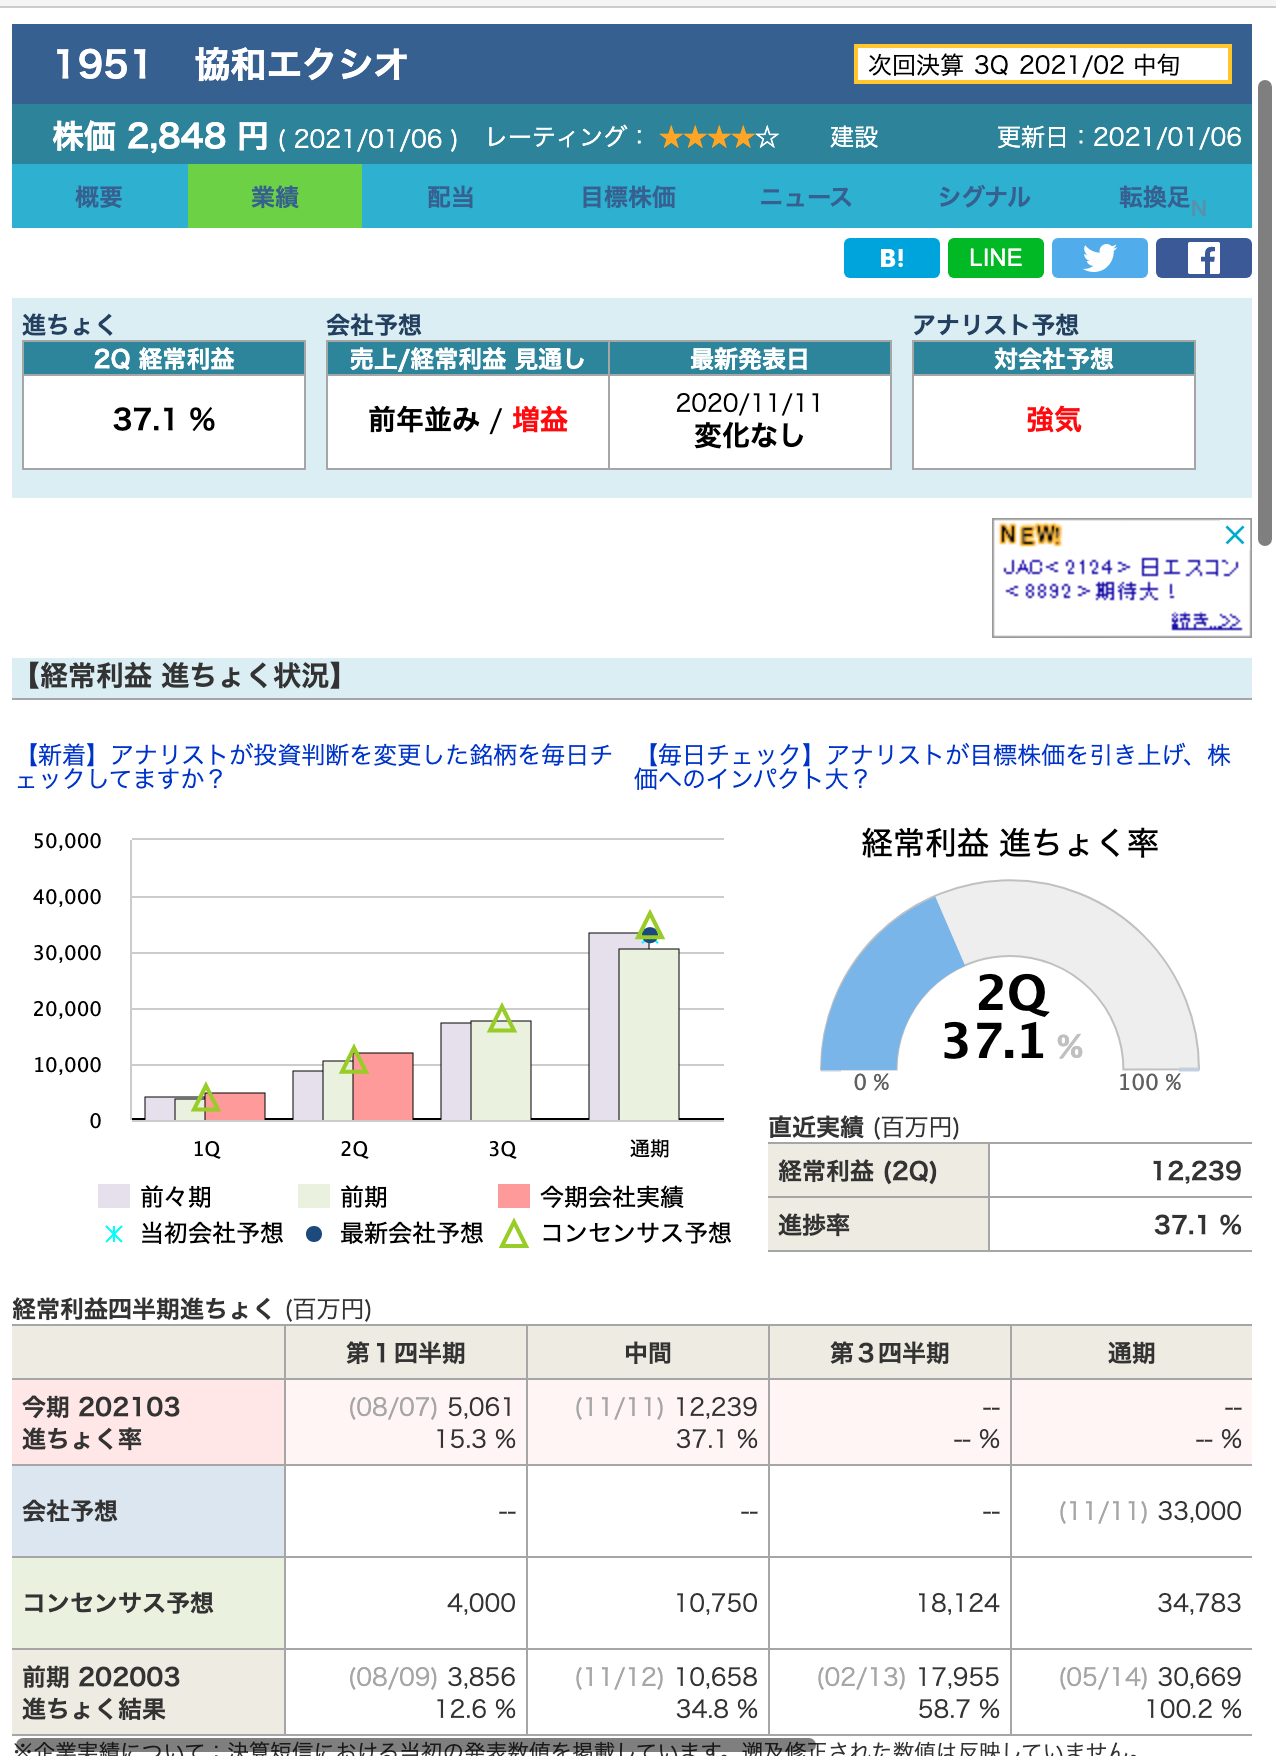 1951 協和エクシオ
次回決算 3Q 2021/02 中旬
株価 2,848 円 ( 2021/01/06 ) レーティング： ★★★★☆ 建設 更新日：2021/01/06
概要 業績 配当 目標株価 ニュース シグナル 転換足 N
B! LINE
進ちょく 会社予想 アナリスト予想
2Q 経常利益 売上/経常利益 見通し 最新発表日 対会社予想
37.1 % 前年並み / 増益 2020/11/11 強気
変化なし
NEW!
JAC<2124> 日エスコン
<8892>期待大！
続き..>>
【経常利益 進ちょく状況】
【新着】アナリストが投資判断を変更した銘柄を毎日チ
ェックしてますか？
【毎日チェック】アナリストが目標株価を引き上げ、株
価へのインパクト大？
50,000
40,000
30,000
20,000
10,000
0
1Q 2Q 3Q 通期
前々期 前期 今期会社実績
当初会社予想 最新会社予想 コンセンサス予想
経常利益 進ちょく率
2Q
37.1 %
0 % 100 %
直近実績 (百万円)
経常利益 (2Q) 12,239
進捗率 37.1 %
経常利益四半期進ちょく (百万円)
第１四半期 中間 第３四半期 通期
今期 202103 (08/07) 5,061 (11/11) 12,239 -- --
進ちょく率 15.3 % 37.1 % -- % -- %
会社予想 -- -- -- (11/11) 33,000
コンセンサス予想 4,000 10,750 18,124 34,783
前期 202003 (08/09) 3,856 (11/12) 10,658 (02/13) 17,955 (05/14) 30,669
進ちょく結果 12.6 % 34.8 % 58.7 % 100.2 %
※企業実績について：決算短信における当初の発表数値を掲載しています。遡及修正された数値は反映していません。